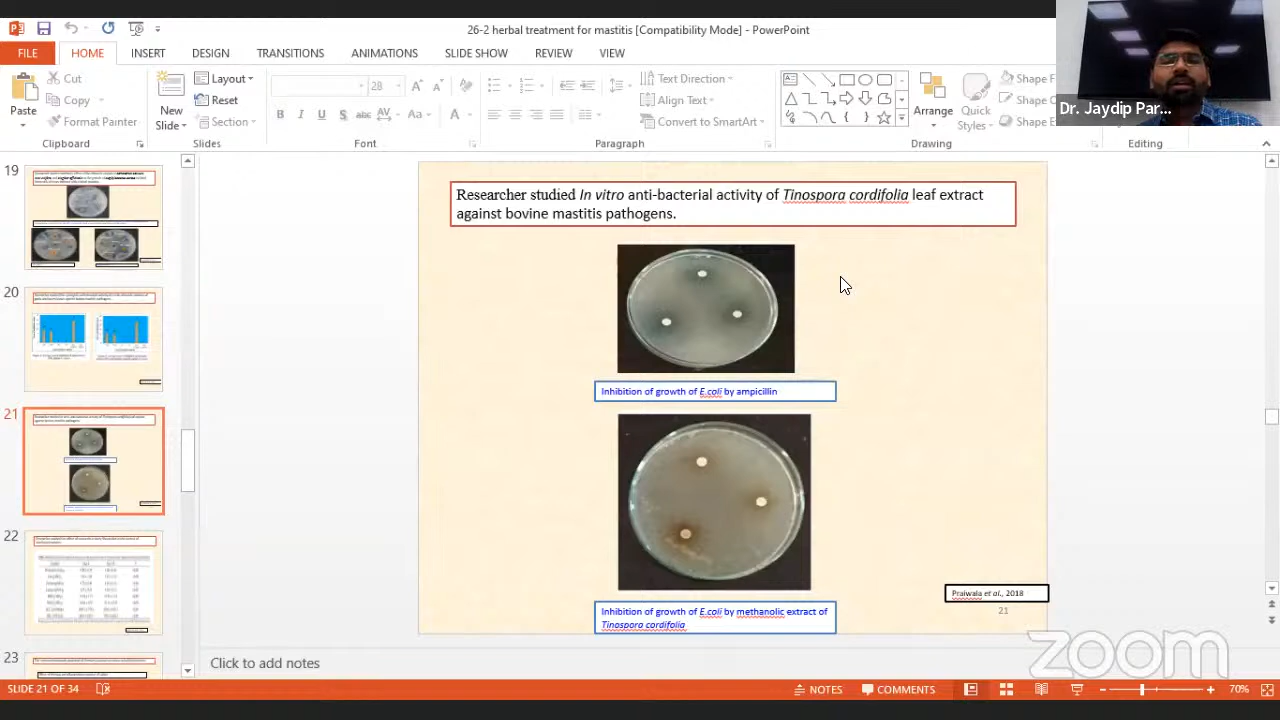 26-2 herbal treatment for mastitis [Compatibility Mode] - PowerPoint
FILE
HOME
INSERT
DESIGN
TRANSITIONS
ANIMATIONS
SLIDE SHOW
REVIEW
VIEW
Paste
Cut
Copy
Format Painter
Clipboard
New
Slide
Layout
Reset
Section
Slides
28
Font
Text Direction
Align Text
Convert to SmartArt
Paragraph
Arrange
Quick
Styles
Shape F
Shape
Shape E
Drawing
Editing
Dr. Jaydip Par...
19
20
21
22
23
Researcher studied In vitro anti-bacterial activity of Tinospora cordifolia leaf extract
against bovine mastitis pathogens.
Inhibition of growth of E.coli by ampicillin
Inhibition of growth of E.coli by methanolic extract of
Tinospora cordifolia
Praiwala et al., 2018
21
Click to add notes
zoom
SLIDE 21 OF 34
NOTES
COMMENTS
70%